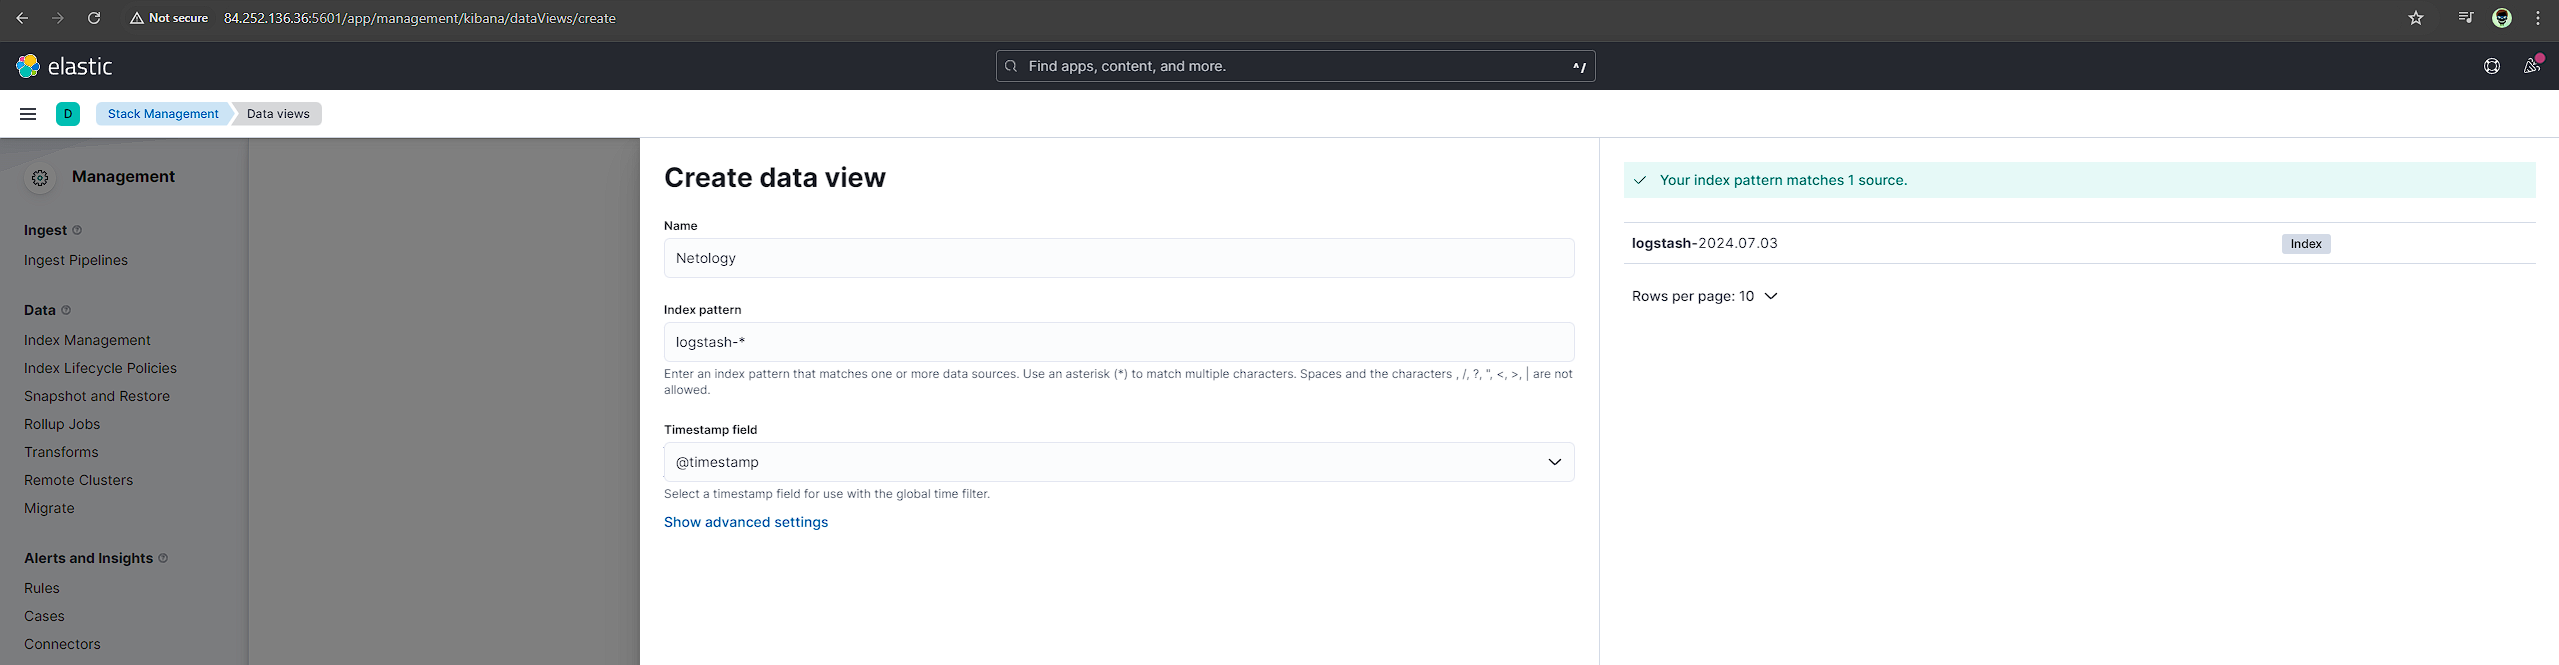 Not secure 84.252.136.36:5601/app/management/kibana/dataViews/create
elastic
Find apps, content, and more.
^/
D
Stack Management
Data views
Management
Ingest
Ingest Pipelines
Data
Index Management
Index Lifecycle Policies
Snapshot and Restore
Rollup Jobs
Transforms
Remote Clusters
Migrate
Alerts and Insights
Rules
Cases
Connectors
Create data view
Name
Netology
Index pattern
logstash-*
Enter an index pattern that matches one or more data sources. Use an asterisk (*) to match multiple characters. Spaces and the characters , /, ?, ", <, >, | are not
allowed.
Timestamp field
@timestamp
Select a timestamp field for use with the global time filter.
Show advanced settings
Your index pattern matches 1 source.
logstash-2024.07.03
Index
Rows per page: 10